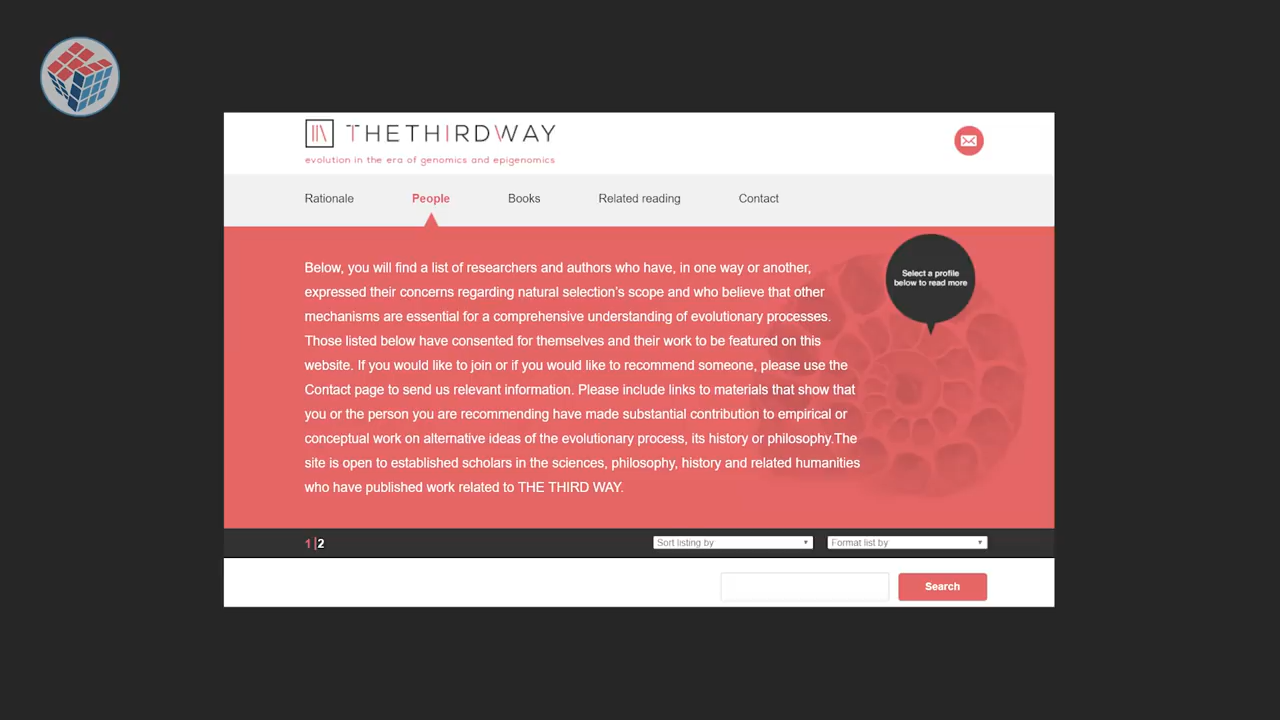 THETHIRDWAY
evolution in the era of genomics and epigenomics
Rationale People Books Related reading Contact
Below, you will find a list of researchers and authors who have, in one way or another,
expressed their concerns regarding natural selection's scope and who believe that other
mechanisms are essential for a comprehensive understanding of evolutionary processes.
Those listed below have consented for themselves and their work to be featured on this
website. If you would like to join or if you would like to recommend someone, please use the
Contact page to send us relevant information. Please include links to materials that show that
you or the person you are recommending have made substantial contribution to empirical or
conceptual work on alternative ideas of the evolutionary process, its history or philosophy.The
site is open to established scholars in the sciences, philosophy, history and related humanities
who have published work related to THE THIRD WAY.
Select a profile
below to read more
1 |2
Sort listing by
Format list by
Search